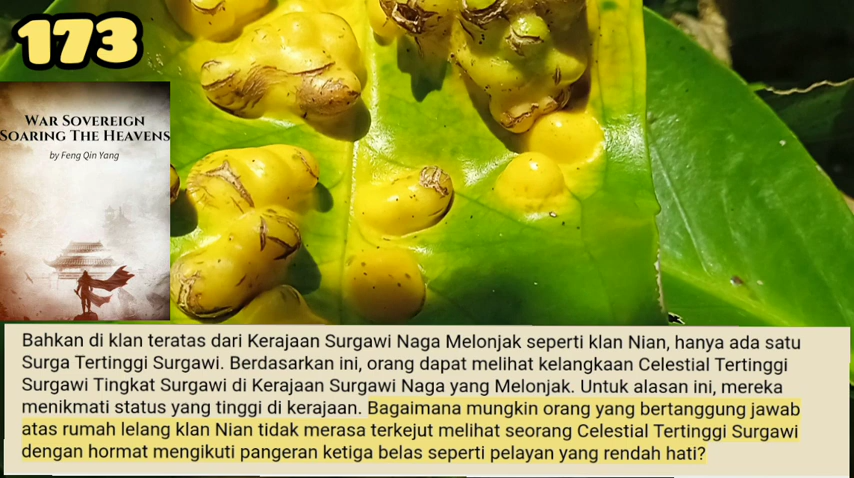 173
WAR SOVEREIGN
SOARING THE HEAVENS
by Feng Qin Yang
Bahkan di klan teratas dari Kerajaan Surgawi Naga Melonjak seperti klan Nian, hanya ada satu
Surga Tertinggi Surgawi. Berdasarkan ini, orang dapat melihat kelangkaan Celestial Tertinggi
Surgawi Tingkat Surgawi di Kerajaan Surgawi Naga yang Melonjak. Untuk alasan ini, mereka
menikmati status yang tinggi di kerajaan. Bagaimana mungkin orang yang bertanggung jawab
atas rumah lelang klan Nian tidak merasa terkejut melihat seorang Celestial Tertinggi Surgawi
dengan hormat mengikuti pangeran ketiga belas seperti pelayan yang rendah hati?